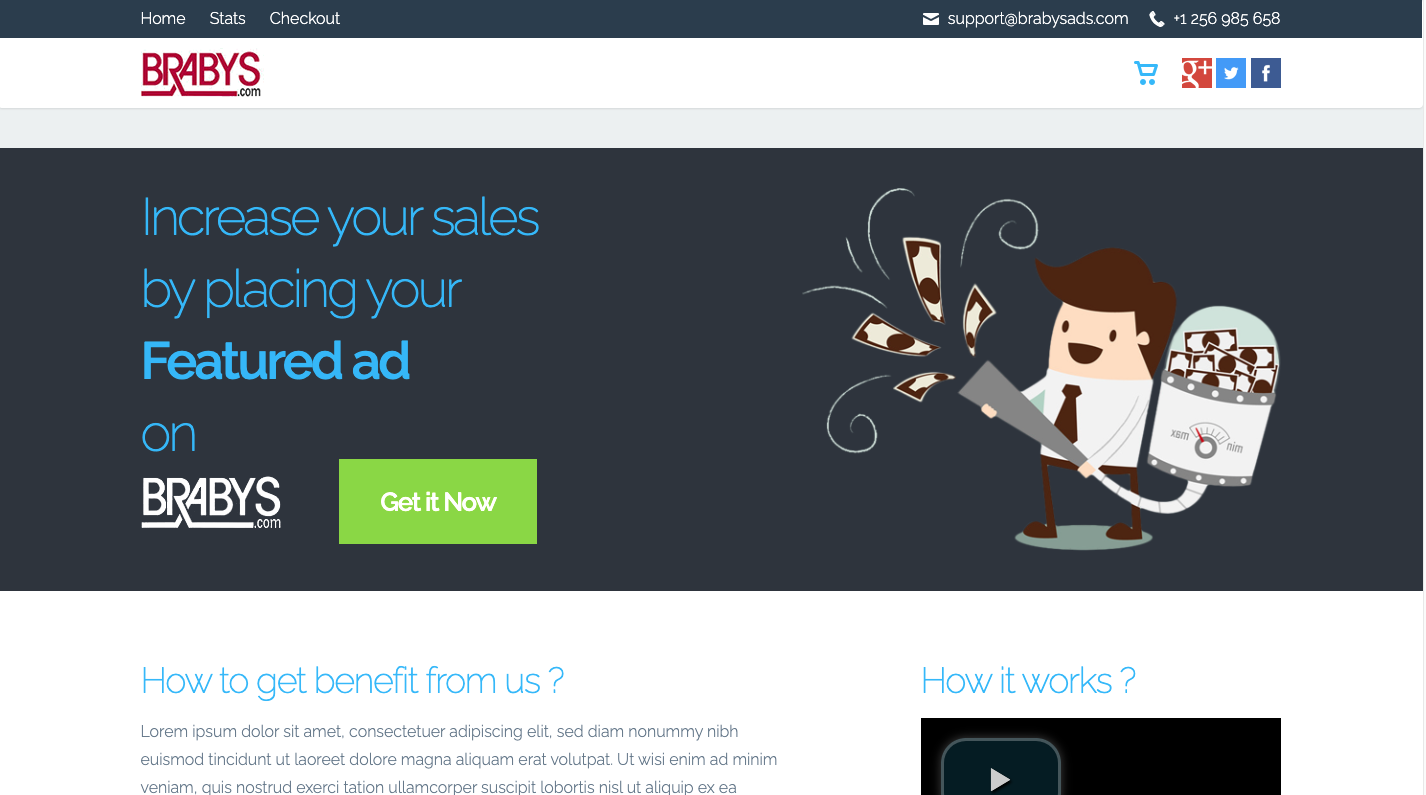 Home Stats Checkout support@brabysads.com +1 256 985 658
BRABYS
.com
g+ f
Increase your sales
by placing your
Featured ad
on
BRABYS
.com
Get it Now
xɒm nim
How to get benefit from us ? How it works ?
Lorem ipsum dolor sit amet, consectetuer adipiscing elit, sed diam nonummy nibh
euismod tincidunt ut laoreet dolore magna aliquam erat volutpat. Ut wisi enim ad minim
veniam, quis nostrud exerci tation ullamcorper suscipit lobortis nisl ut aliquip ex ea